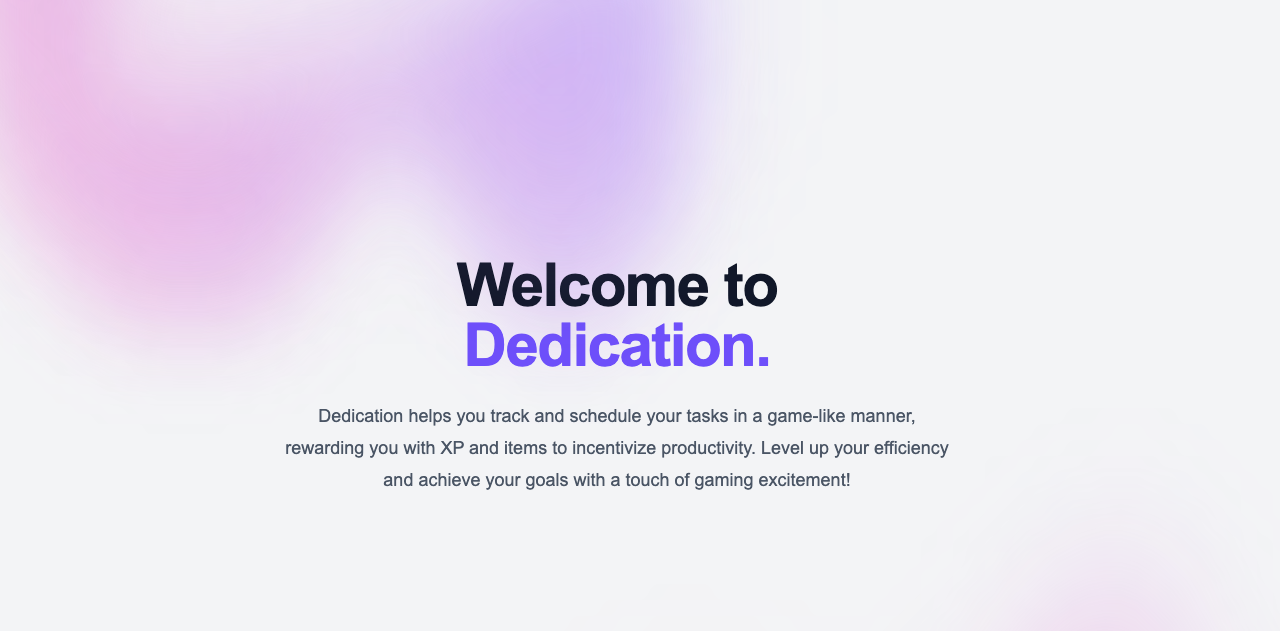 Welcome to
Dedication.
Dedication helps you track and schedule your tasks in a game-like manner,
rewarding you with XP and items to incentivize productivity. Level up your efficiency
and achieve your goals with a touch of gaming excitement!